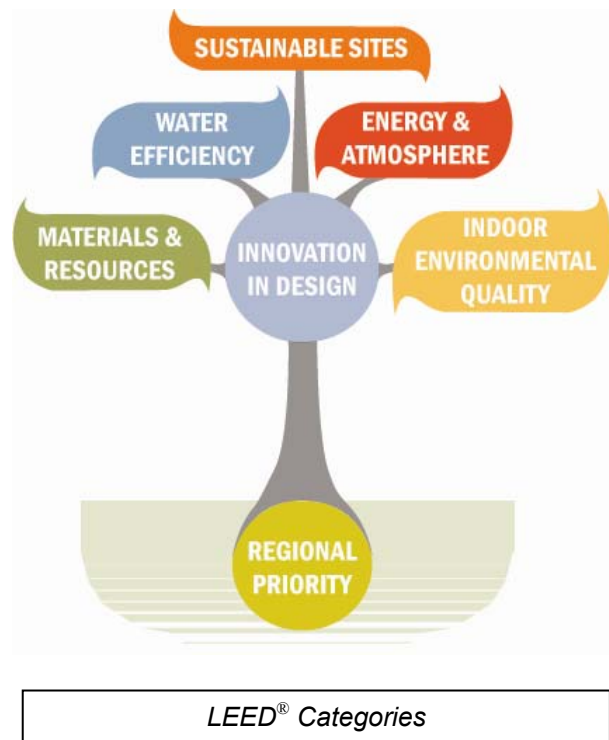 SUSTAINABLE SITES
WATER
EFFICIENCY
ENERGY &
ATMOSPHERE
MATERIALS &
RESOURCES
INNOVATION
IN DESIGN
INDOOR
ENVIRONMENTAL
QUALITY
REGIONAL
PRIORITY
LEED® Categories